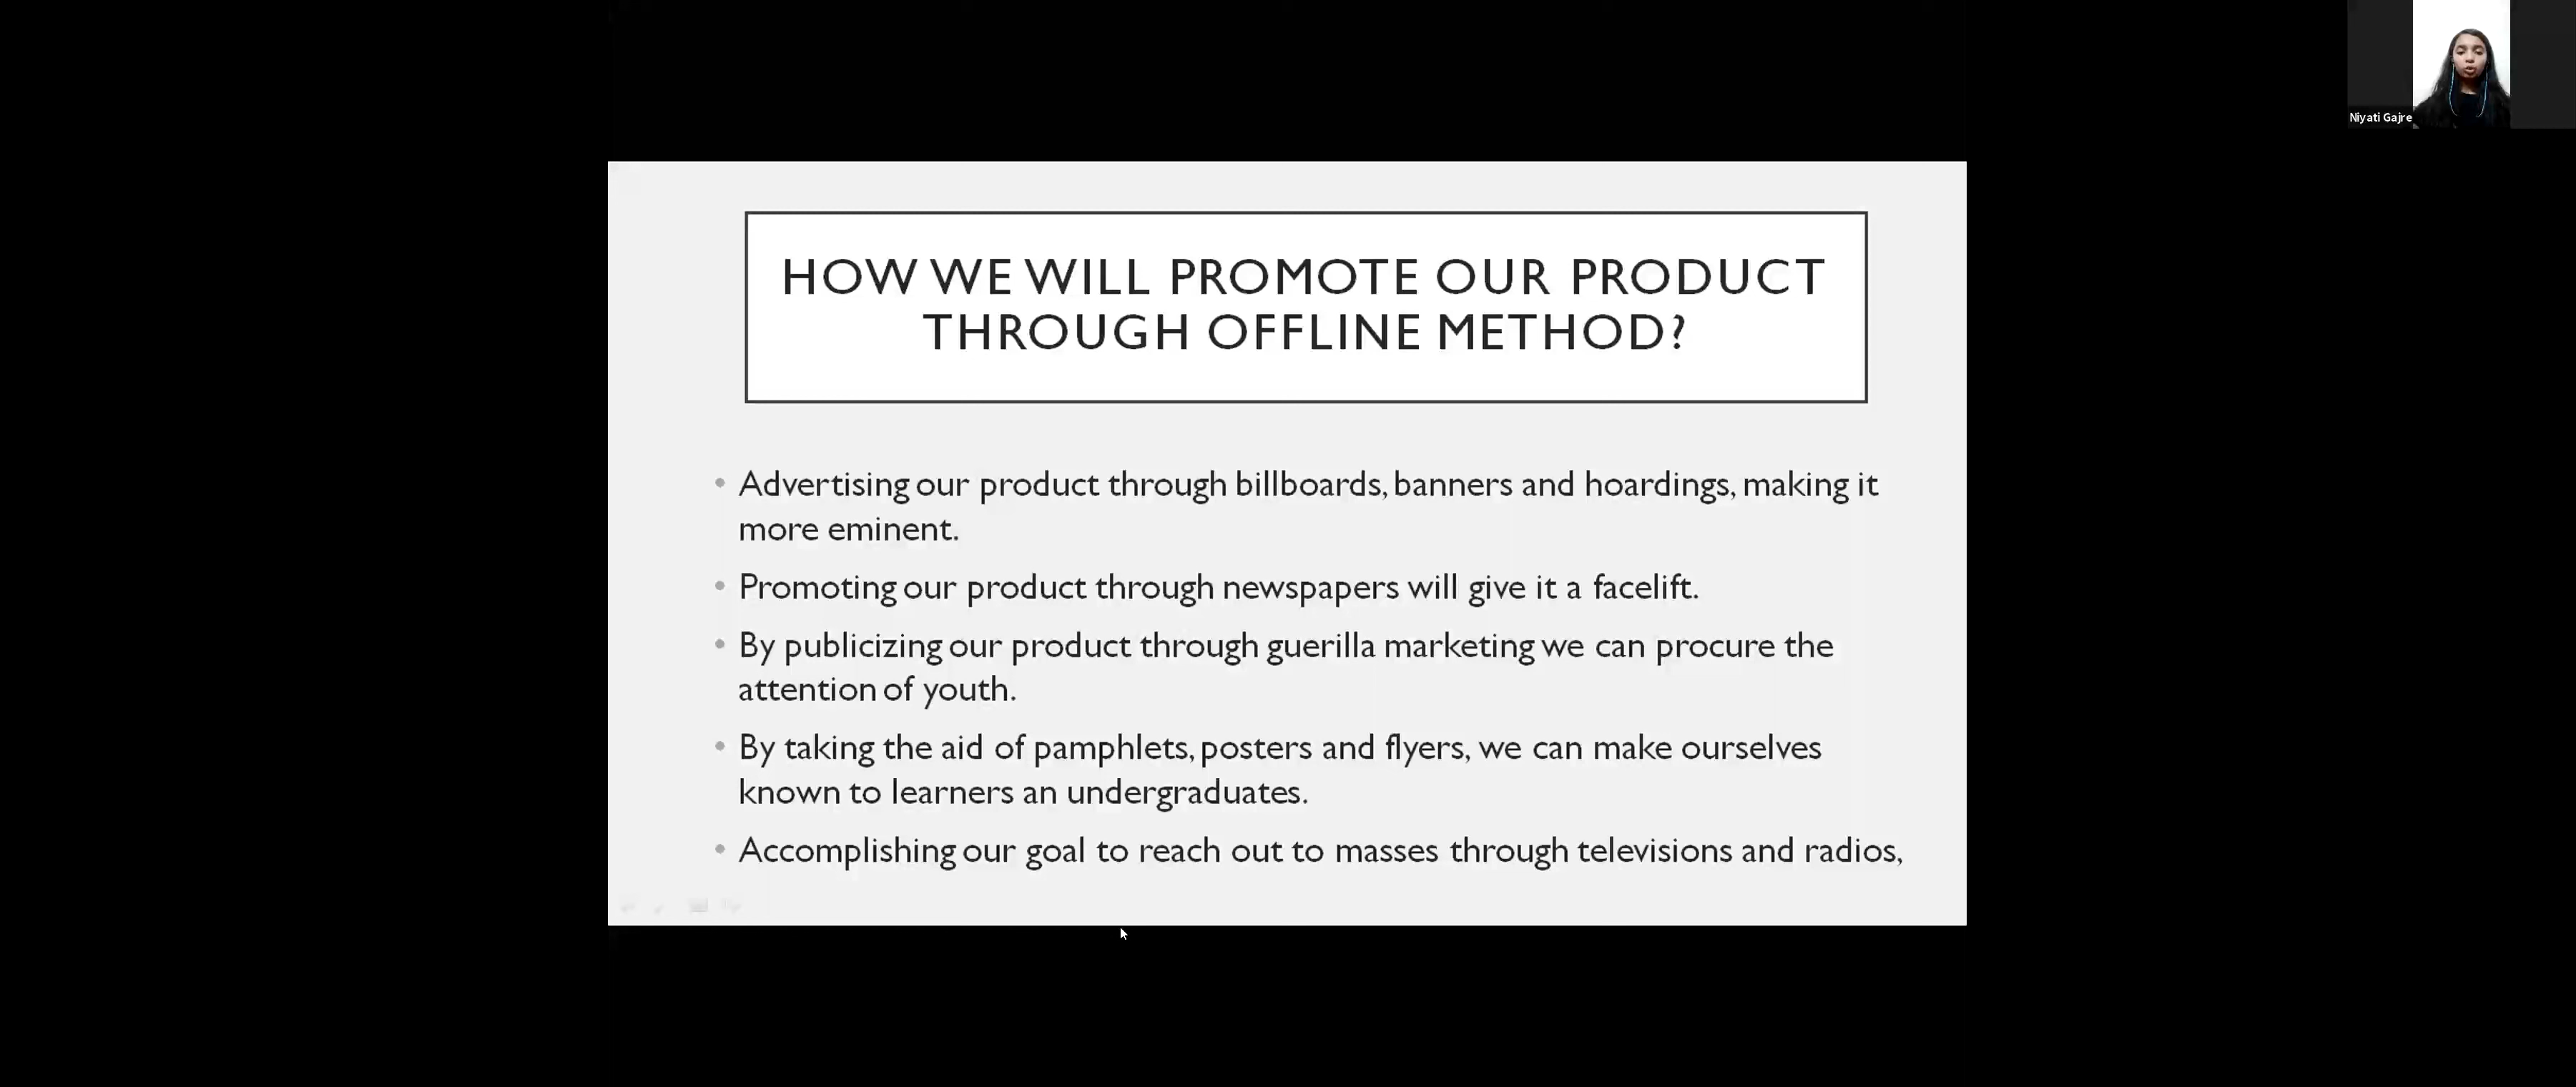 Niyati Gajre
HOW WE WILL PROMOTE OUR PRODUCT
THROUGH OFFLINE METHOD?
• Advertising our product through billboards, banners and hoardings, making it
more eminent.
• Promoting our product through newspapers will give it a facelift.
• By publicizing our product through guerilla marketing we can procure the
attention of youth.
• By taking the aid of pamphlets, posters and flyers, we can make ourselves
known to learners an undergraduates.
• Accomplishing our goal to reach out to masses through televisions and radios,